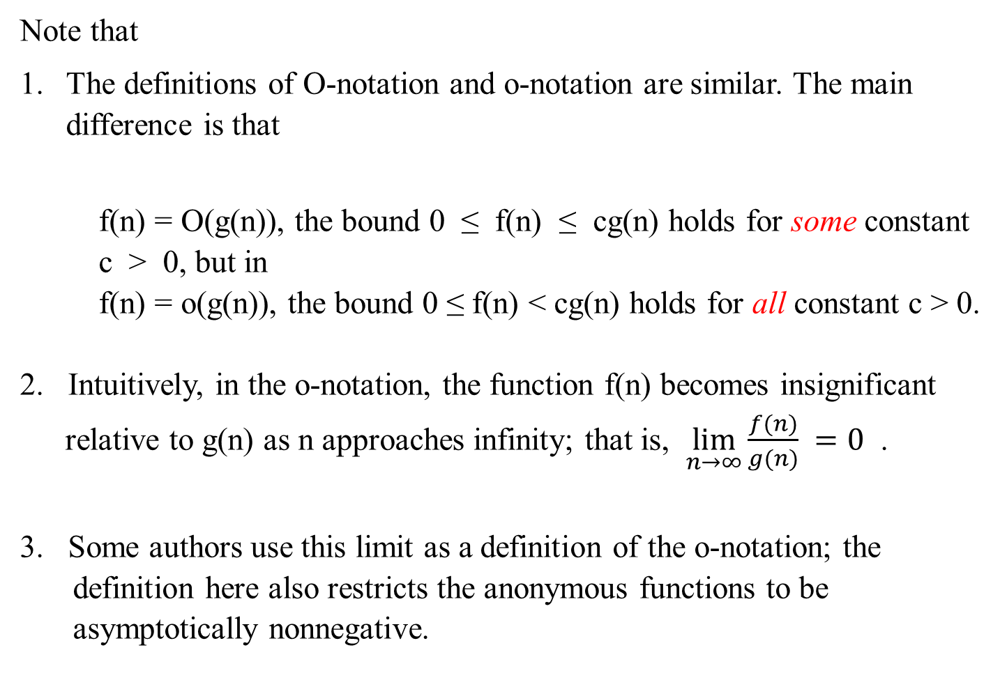 Note that
1. The definitions of O-notation and o-notation are similar. The main
difference is that
f(n) = O(g(n)), the bound 0 ≤ f(n) ≤ cg(n) holds for some constant
c > 0, but in
f(n) = o(g(n)), the bound 0 ≤ f(n) < cg(n) holds for all constant c > 0.
2. Intuitively, in the o-notation, the function f(n) becomes insignificant
relative to g(n) as n approaches infinity; that is, lim n→∞ f(n)/g(n) = 0 .
3. Some authors use this limit as a definition of the o-notation; the
definition here also restricts the anonymous functions to be
asymptotically nonnegative.